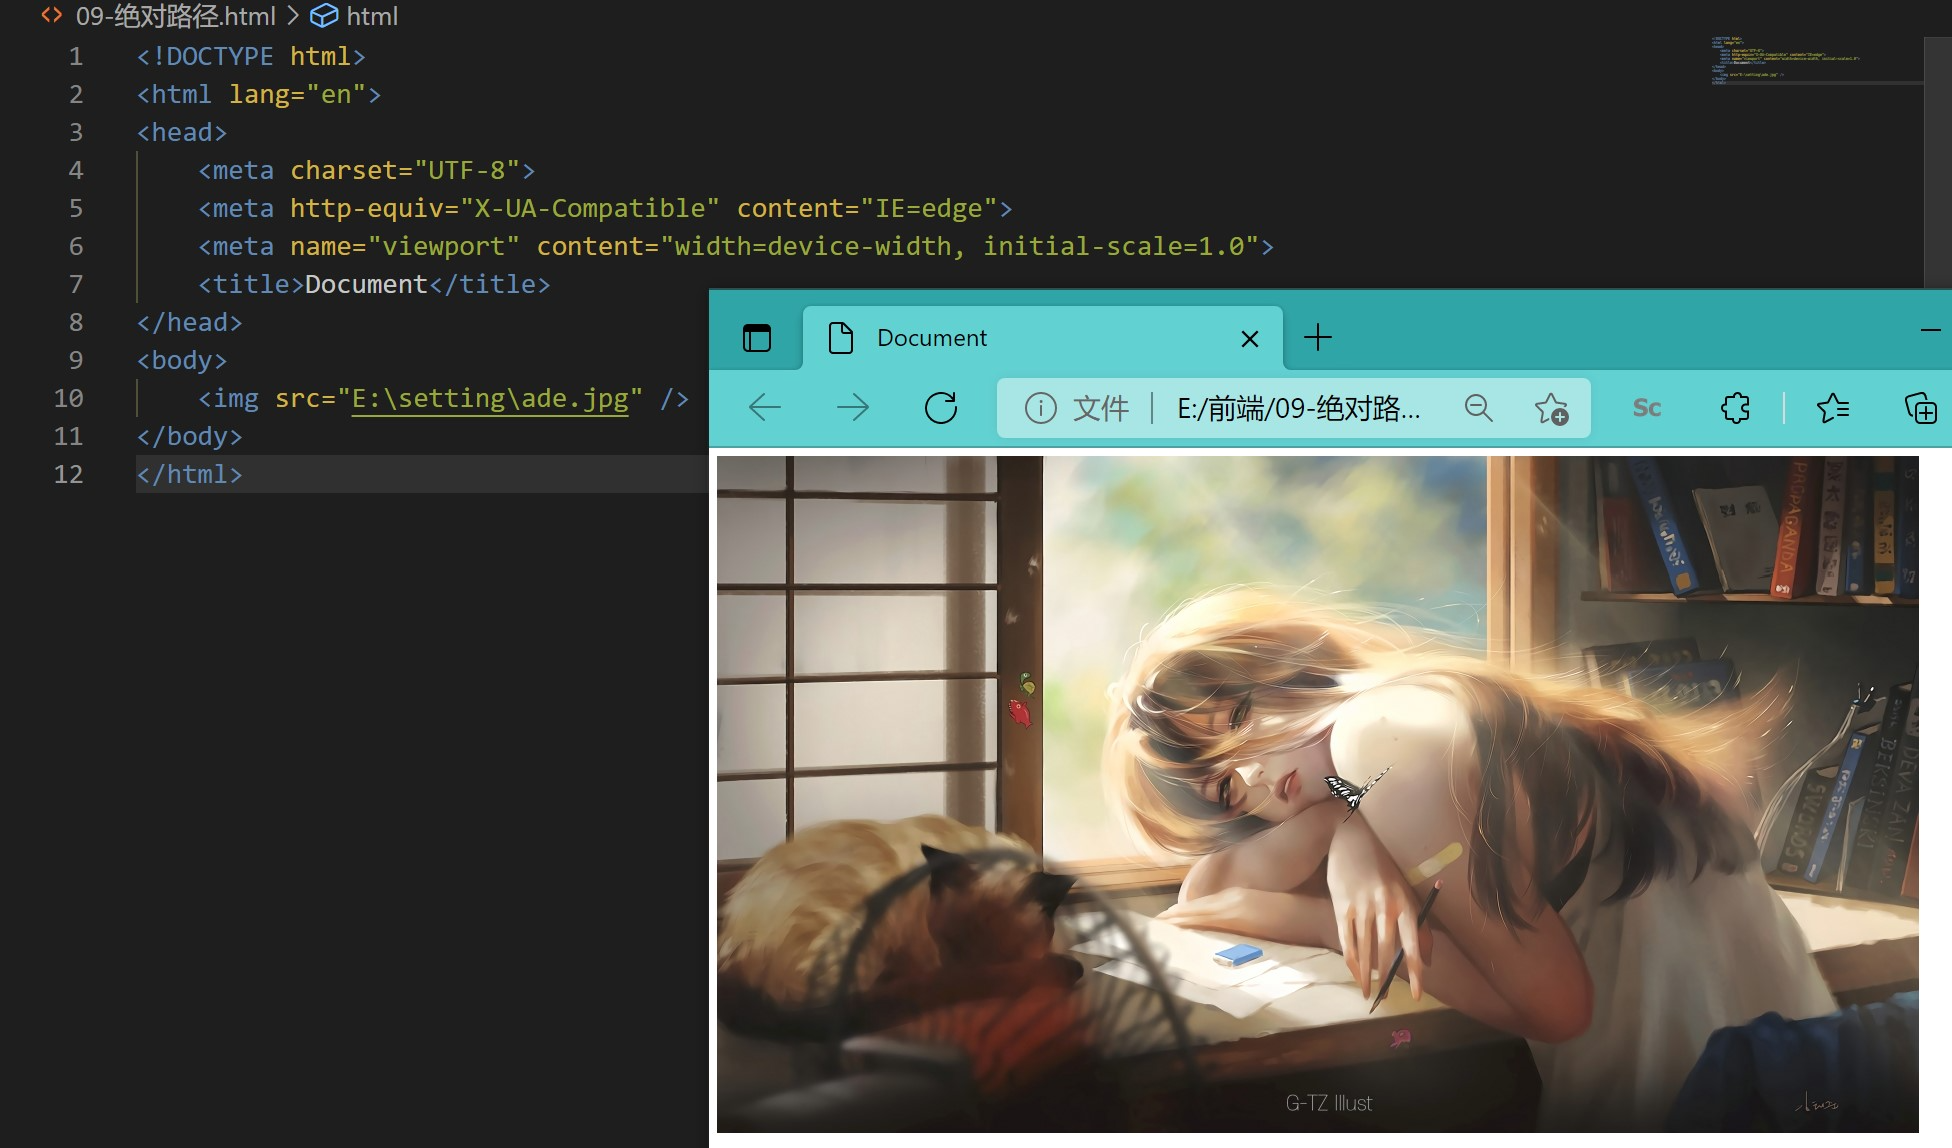 09-绝对路径.html > html
1 <!DOCTYPE html>
2 <html lang="en">
3 <head>
4     <meta charset="UTF-8">
5     <meta http-equiv="X-UA-Compatible" content="IE=edge">
6     <meta name="viewport" content="width=device-width, initial-scale=1.0">
7     <title>Document</title>
8 </head>
9 <body>
10     <img src="E:\setting\ade.jpg" />
11 </body>
12 </html>
Document
文件 | E:/前端/09-绝对路...
Sc
PROPAGANDA
G-TZ Illust